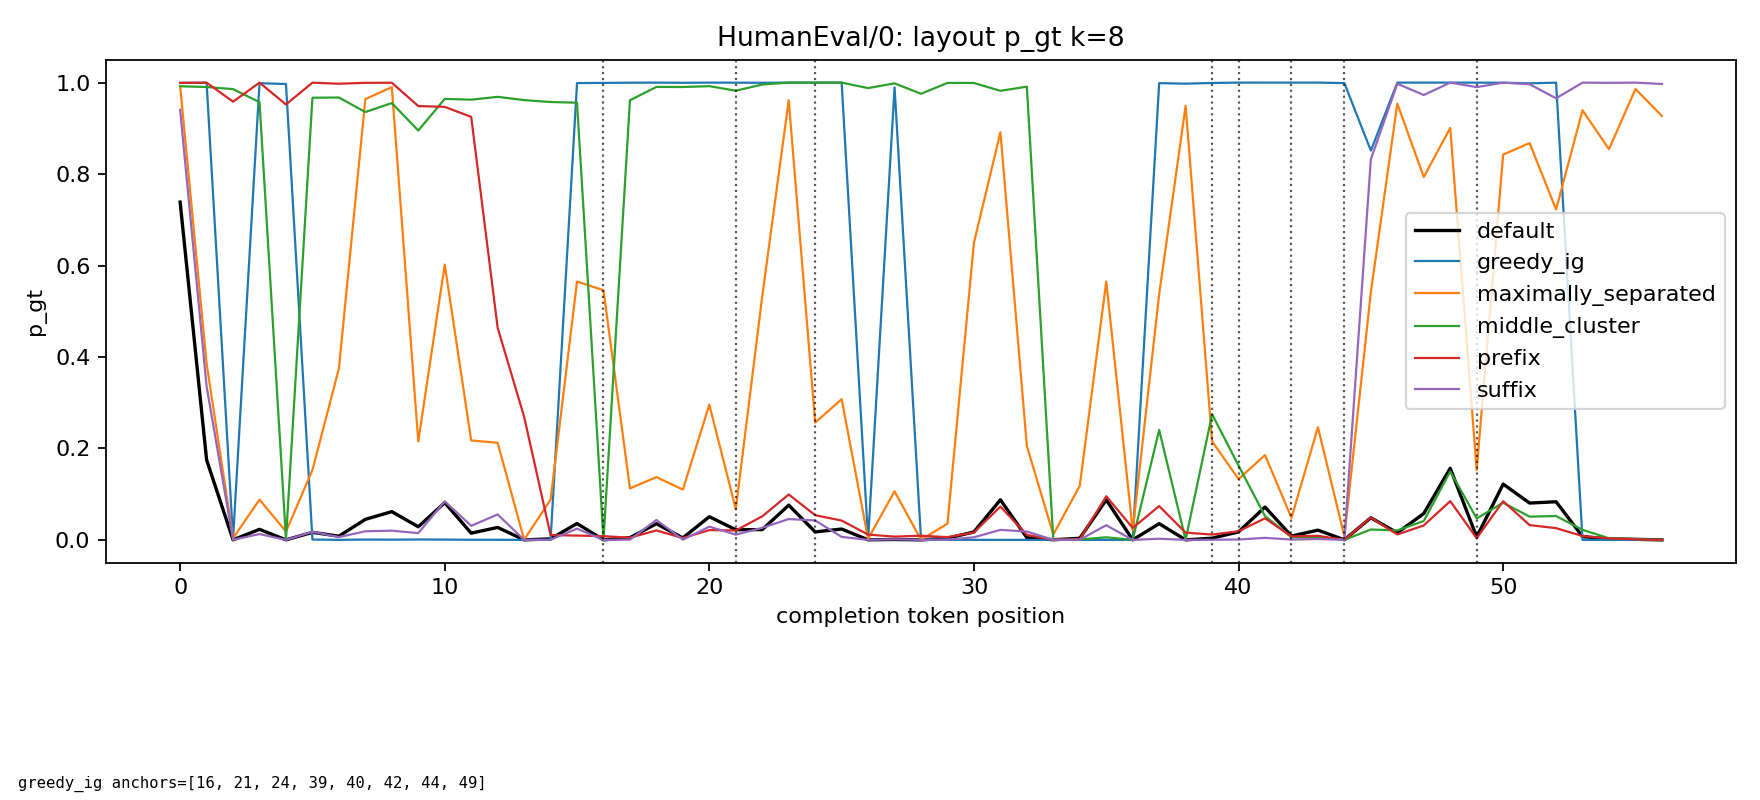 HumanEval/0: layout p_gt k=8
p_gt
1.0
0.8
0.6
0.4
0.2
0.0
default
greedy_ig
maximally_separated
middle_cluster
prefix
suffix
0 10 20 30 40 50
completion token position
greedy_ig anchors=[16, 21, 24, 39, 40, 42, 44, 49]